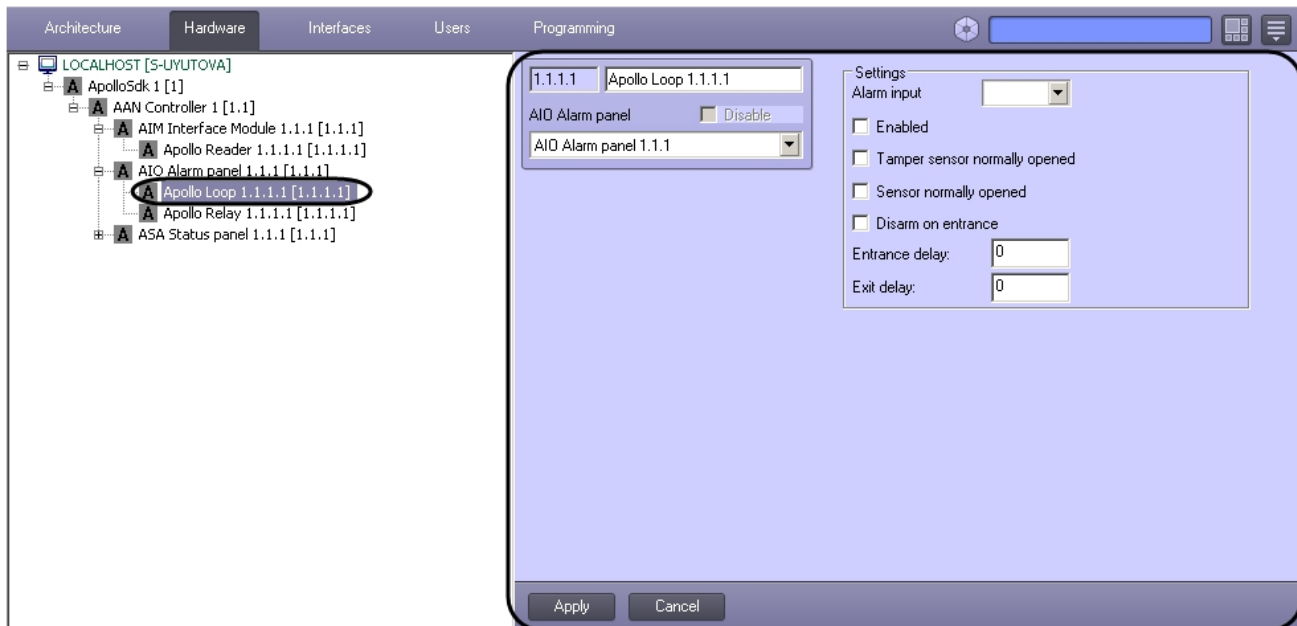 Architecture Hardware Interfaces Users Programming
LOCALHOST [S-UYUTOVA]
A ApolloSdk 1 [1]
A AAN Controller 1 [1.1]
A AIM Interface Module 1.1.1 [1.1.1]
A Apollo Reader 1.1.1.1 [1.1.1.1]
A AIO Alarm panel 1.1.1 [1.1.1]
A Apollo Loop 1.1.1.1 [1.1.1.1]
A Apollo Relay 1.1.1.1 [1.1.1.1]
A ASA Status panel 1.1.1 [1.1.1]
1.1.1.1 Apollo Loop 1.1.1.1
AIO Alarm panel Disable
AIO Alarm panel 1.1.1
Settings
Alarm input
Enabled
Tamper sensor normally opened
Sensor normally opened
Disarm on entrance
Entrance delay: 0
Exit delay: 0
Apply Cancel